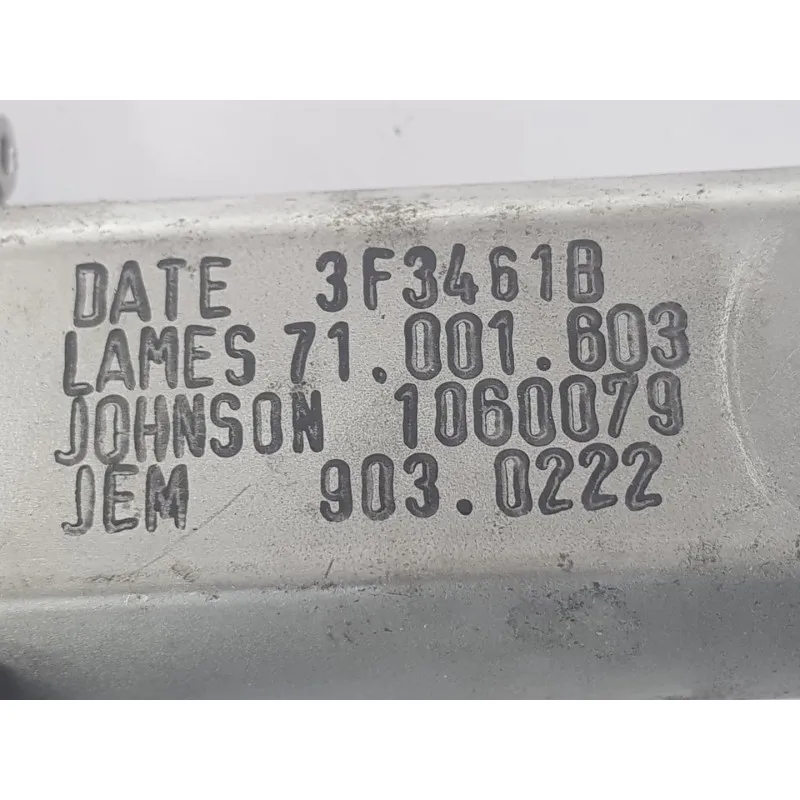 DATE 3F3461B
LAMES 71.001.603
JOHNSON 1060079
JEM 903.0222